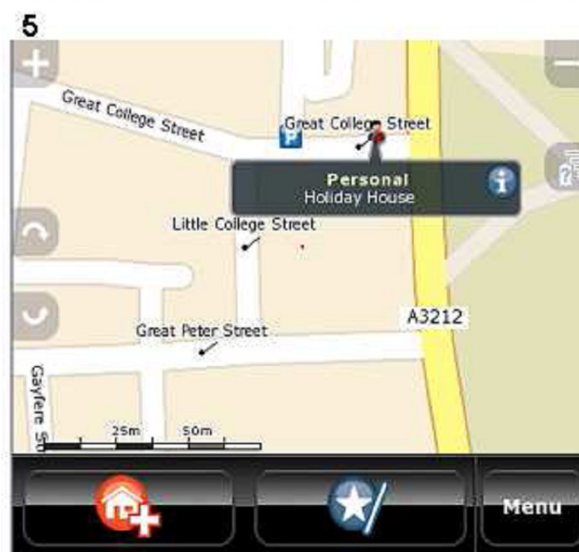 5
Great College Street
Great College Street
P
Personal
Holiday House
Little College Street
A3212
Great Peter Street
Gayfere S
25m 50m
Menu